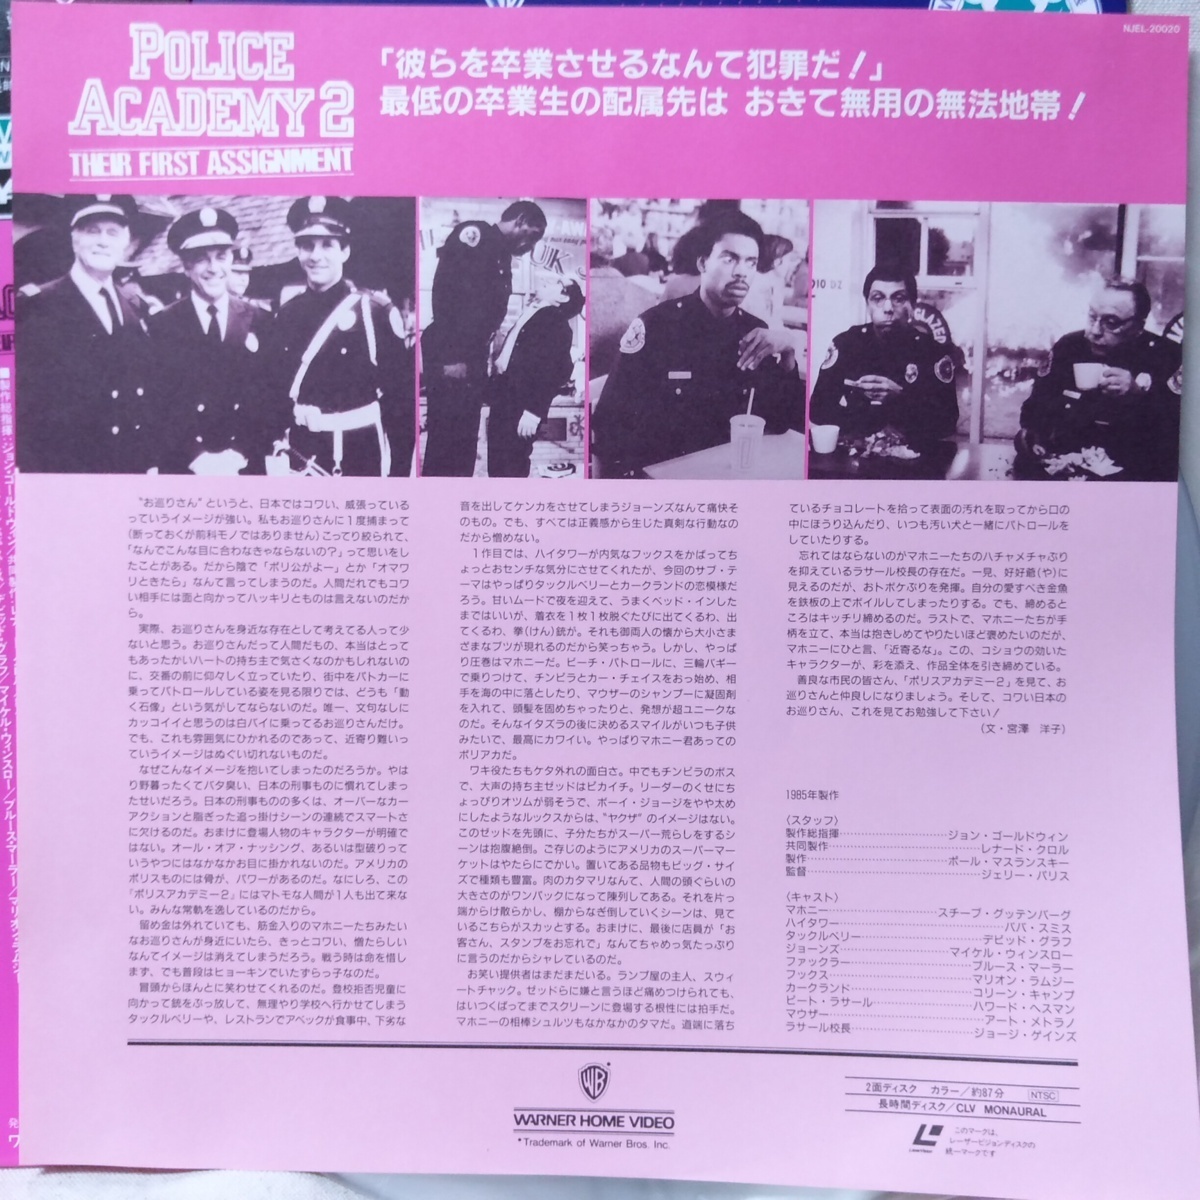 NJEL-20020
POLICE
ACADEMY 2
THEIR FIRST ASSIGNMENT
「彼らを卒業させるなんて犯罪だ!」
最低の卒業生の配属先は おきて無用の無法地帯!
“お巡りさん”というと、日本ではコワい、威張っている
っていうイメージが強い。私もお巡りさんに1度捕まって
(断っておくが前科モノではありません)こってり絞られて、
「なんでこんな目に合わなきゃならないの?」って思いをし
たことがある。だから陰で「ポリ公がよー」とか「オマワ
リときたら」なんて言ってしまうのだ。人間だれでもコワ
い相手には面と向かってハッキリとものは言えないのだか
ら。
実際、お巡りさんを身近な存在として考えてる人って少
ないと思う。お巡りさんだって人間だもの、本当はとって
もあったかいハートの持ち主で気さくなのかもしれないの
に、交番の前に仰々しく立っていたり、街中をパトカーに
乗ってパトロールしている姿を見る限りでは、どうも「動
く石像」という気がしてならないのだ。唯一、文句なしに
カッコイイと思うのは白バイに乗ってるお巡りさんだけ。
でも、これも雰囲気にひかれるのであって、近寄り難いっ
ていうイメージはぬぐい切れないものだ。
なぜこんなイメージを抱いてしまったのだろうか。やは
り野暮ったくてバタ臭い、日本の刑事ものに慣れてしまっ
たせいだろう。日本の刑事ものの多くは、オーバーなカー
アクションと脂ぎった追っ掛けシーンの連続でスマートさ
に欠けるのだ。おまけに登場人物のキャラクターが明確で
はない。オール・オア・ナッシング、あるいは型破りって
いうやつにはなかなかお目に掛かれないのだ。アメリカの
ポリスものには骨が、パワーがあるのだ。なにしろ、この
『ポリスアカデミー2』にはマトモな人間が1人も出て来な
い。みんな常軌を逸しているのだから。
留め金は外れていても、筋金入りのマホニーたちみたい
なお巡りさんが身近にいたら、きっとコワい、憎たらしい
なんてイメージは消えてしまうだろう。戦う時は命を惜し
まず、でも普段はヒョーキンでいたずらっ子なのだ。
冒頭からほんとに笑わせてくれるのだ。登校拒否児童に
向かって銃をぶっ放して、無理やり学校へ行かせてしまう
タックルベリーや、レストランでアベックが食事中、下劣な
音を出してケンカをさせてしまうジョーンズなんて痛快そ
のもの。でも、すべては正義感から生じた真剣な行動なの
だから憎めない。
1作目では、ハイタワーが内気なフックスをかばってち
ょっとおセンチな気分にさせてくれたが、今回のサブ・テ
ーマはやっぱりタックルベリーとカークランドの恋模様だ
ろう。甘いムードで夜を迎えて、うまくベッド・インした
まではいいが、着衣を1枚1枚脱ぐたびに出てくるわ、出
てくるわ、拳(けん)銃が。それも御両人の懐から大小さま
ざまなブツが現れるのだから笑っちゃう。しかし、やっぱ
り圧巻はマホニーだ。ビーチ・パトロールに、三輪バギー
で乗りつけて、チンピラとカー・チェイスをおっ始め、相
手を海の中に落としたり、マウザーのシャンプーに凝固剤
を入れて、頭髪を固めちゃったりと、発想が超ユニークな
のだ。そんなイタズラの後に決めるスマイルがいつも子供
みたいで、最高にカワイい。やっぱりマホニー君あっての
ポリアカだ。
ワキ役たちもケタ外れの面白さ。中でもチンピラのボス
で、大声の持ち主ゼッドはピカイチ。リーダーのくせにち
ょっぴりオツムが弱そうで、ボーイ・ジョージをやや太め
にしたようなルックスからは、“ヤクザ”のイメージはない。
このゼッドを先頭に、子分たちがスーパー荒らしをするシ
ーンは抱腹絶倒。ご存じのようにアメリカのスーパーマー
ケットはやたらにでかい。置いてある品物もビッグ・サイ
ズで種類も豊富。肉のカタマリなんて、人間の頭ぐらいの
大きさのがワンパックになって陳列してある。それを片っ
端からけ散らかし、棚からなぎ倒していくシーンは、見て
いるこちらがスカッとする。おまけに、最後に店員が「お
客さん、スタンプをお忘れで」なんてちゃめっ気たっぷり
に言うのだからシャレているのだ。
お笑い提供者はまだまだいる。ランプ屋の主人、スウィ
ートチャック。ゼッドらに嫌と言うほど痛めつけられても、
はいつくばってまでスクリーンに登場する根性には拍手だ。
マホニーの相棒シュルツもなかなかのタマだ。道端に落ち
ているチョコレートを拾って表面の汚れを取ってから口の
中にほうり込んだり、いつも汚い犬と一緒にパトロールを
していたりする。
忘れてはならないのがマホニーたちのハチャメチャぶり
を抑えているラサール校長の存在だ。一見、好好爺(や)に
見えるのだが、おトボケぶりを発揮。自分の愛すべき金魚
を鉄板の上でボイルしてしまったりする。でも、締めると
ころはキッチリ締めるのだ。ラストで、マホニーたちが手
柄を立て、本当は抱きしめてやりたいほど褒めたいのだが、
マホニーにひと言、「近寄るな」。この、コショウの効いた
キャラクターが、彩を添え、作品全体を引き締めている。
善良な市民の皆さん、「ポリスアカデミー2」を見て、お
巡りさんと仲良しになりましょう。そして、コワい日本の
お巡りさん、これを見てお勉強して下さい!
(文・宮澤 洋子)
1985年製作
〈スタッフ〉
製作総指揮……ジョン・ゴールドウィン
共同製作……レナード・クロル
製作……ポール・マスランスキー
監督……ジェリー・パリス
〈キャスト〉
マホニー……スチーブ・グッテンバーグ
ハイタワー……ババ・スミス
タックルベリー……デビッド・グラフ
ジョーンズ……マイケル・ウィンスロー
ファックラー……ブルース・マーラー
フックス……マリオン・ラムジー
カークランド……コリーン・キャンプ
ピート・ラサール……ハワード・ヘスマン
マウザー……アート・メトラノ
ラサール校長……ジョージ・ゲインズ
WB
WARNER HOME VIDEO
*Trademark of Warner Bros. Inc.
2面ディスク カラー/約87分 NTSC
長時間ディスク/CLV MONAURAL
このマークは、
レーザービジョンディスクの
統一マークです